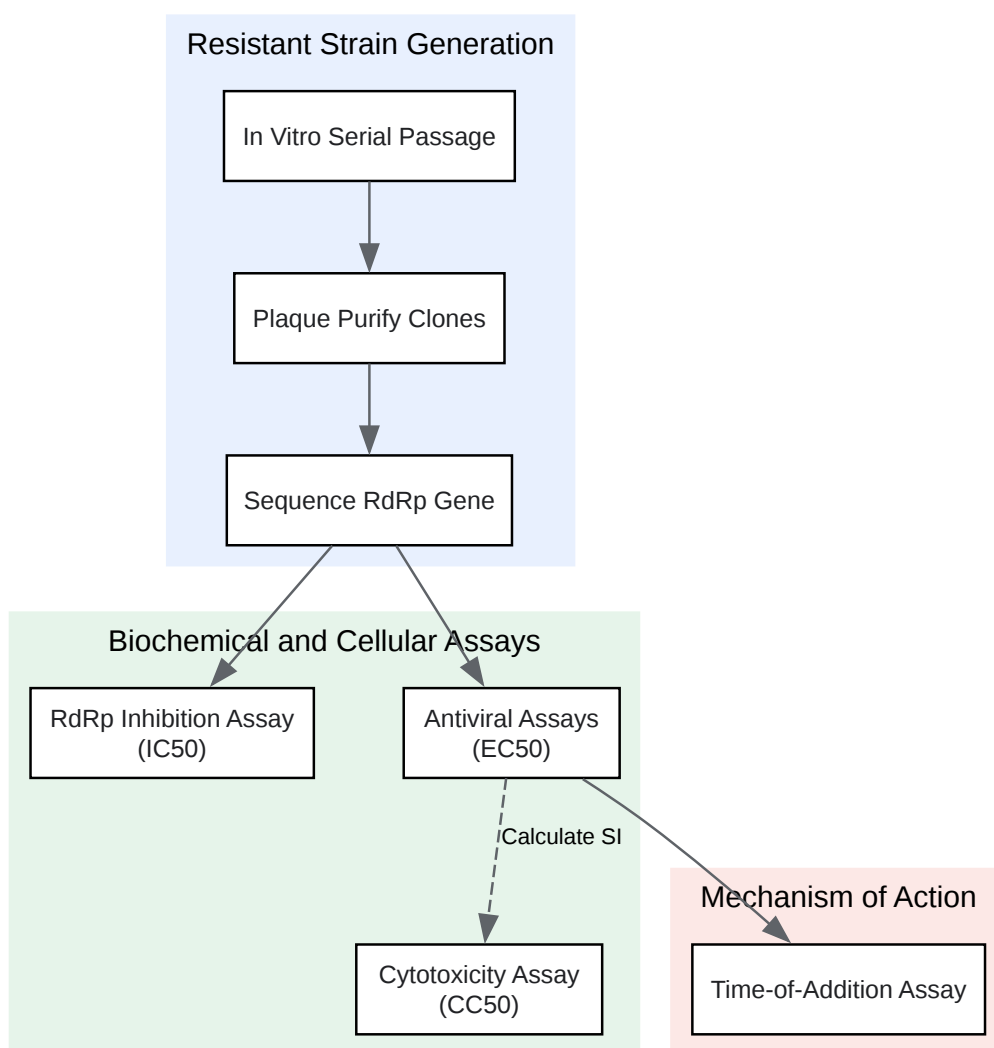 Resistant Strain Generation
In Vitro Serial Passage
Plaque Purify Clones
Sequence RdRp Gene
Biochemical and Cellular Assays
RdRp Inhibition Assay
(IC50)
Antiviral Assays
(EC50)
Calculate SI
Cytotoxicity Assay
(CC50)
Mechanism of Action
Time-of-Addition Assay